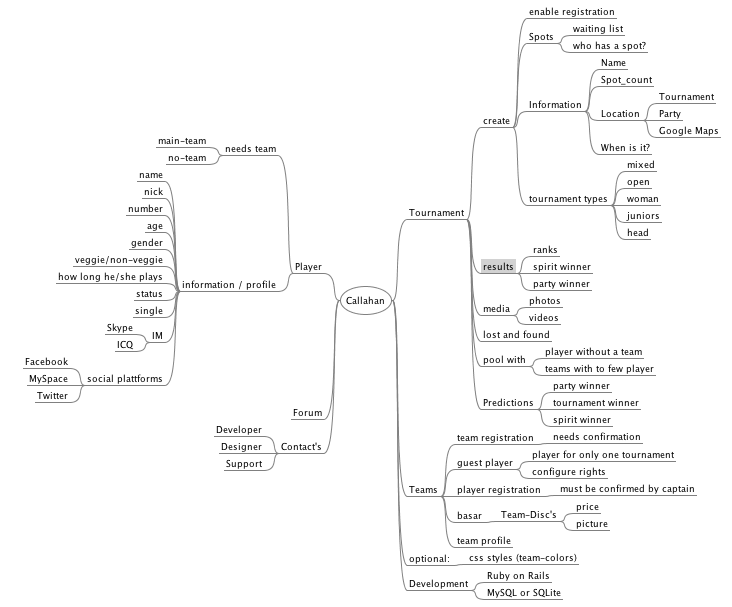 Callahan
Tournament
create
enable registration
Spots
waiting list
who has a spot?
Information
Name
Spot_count
Location
Tournament
Party
Google Maps
When is it?
tournament types
mixed
open
woman
juniors
head
results
ranks
spirit winner
party winner
media
photos
videos
lost and found
pool with
player without a team
teams with to few player
Predictions
party winner
tournament winner
spirit winner
Teams
team registration
needs confirmation
guest player
player for only one tournament
configure rights
player registration
must be confirmed by captain
basar
Team-Disc's
price
picture
team profile
optional:
css styles (team-colors)
Development
Ruby on Rails
MySQL or SQLite
Player
needs team
main-team
no-team
information / profile
name
nick
number
age
gender
veggie/non-veggie
how long he/she plays
status
single
IM
Skype
ICQ
social plattforms
Facebook
MySpace
Twitter
Forum
Contact's
Developer
Designer
Support